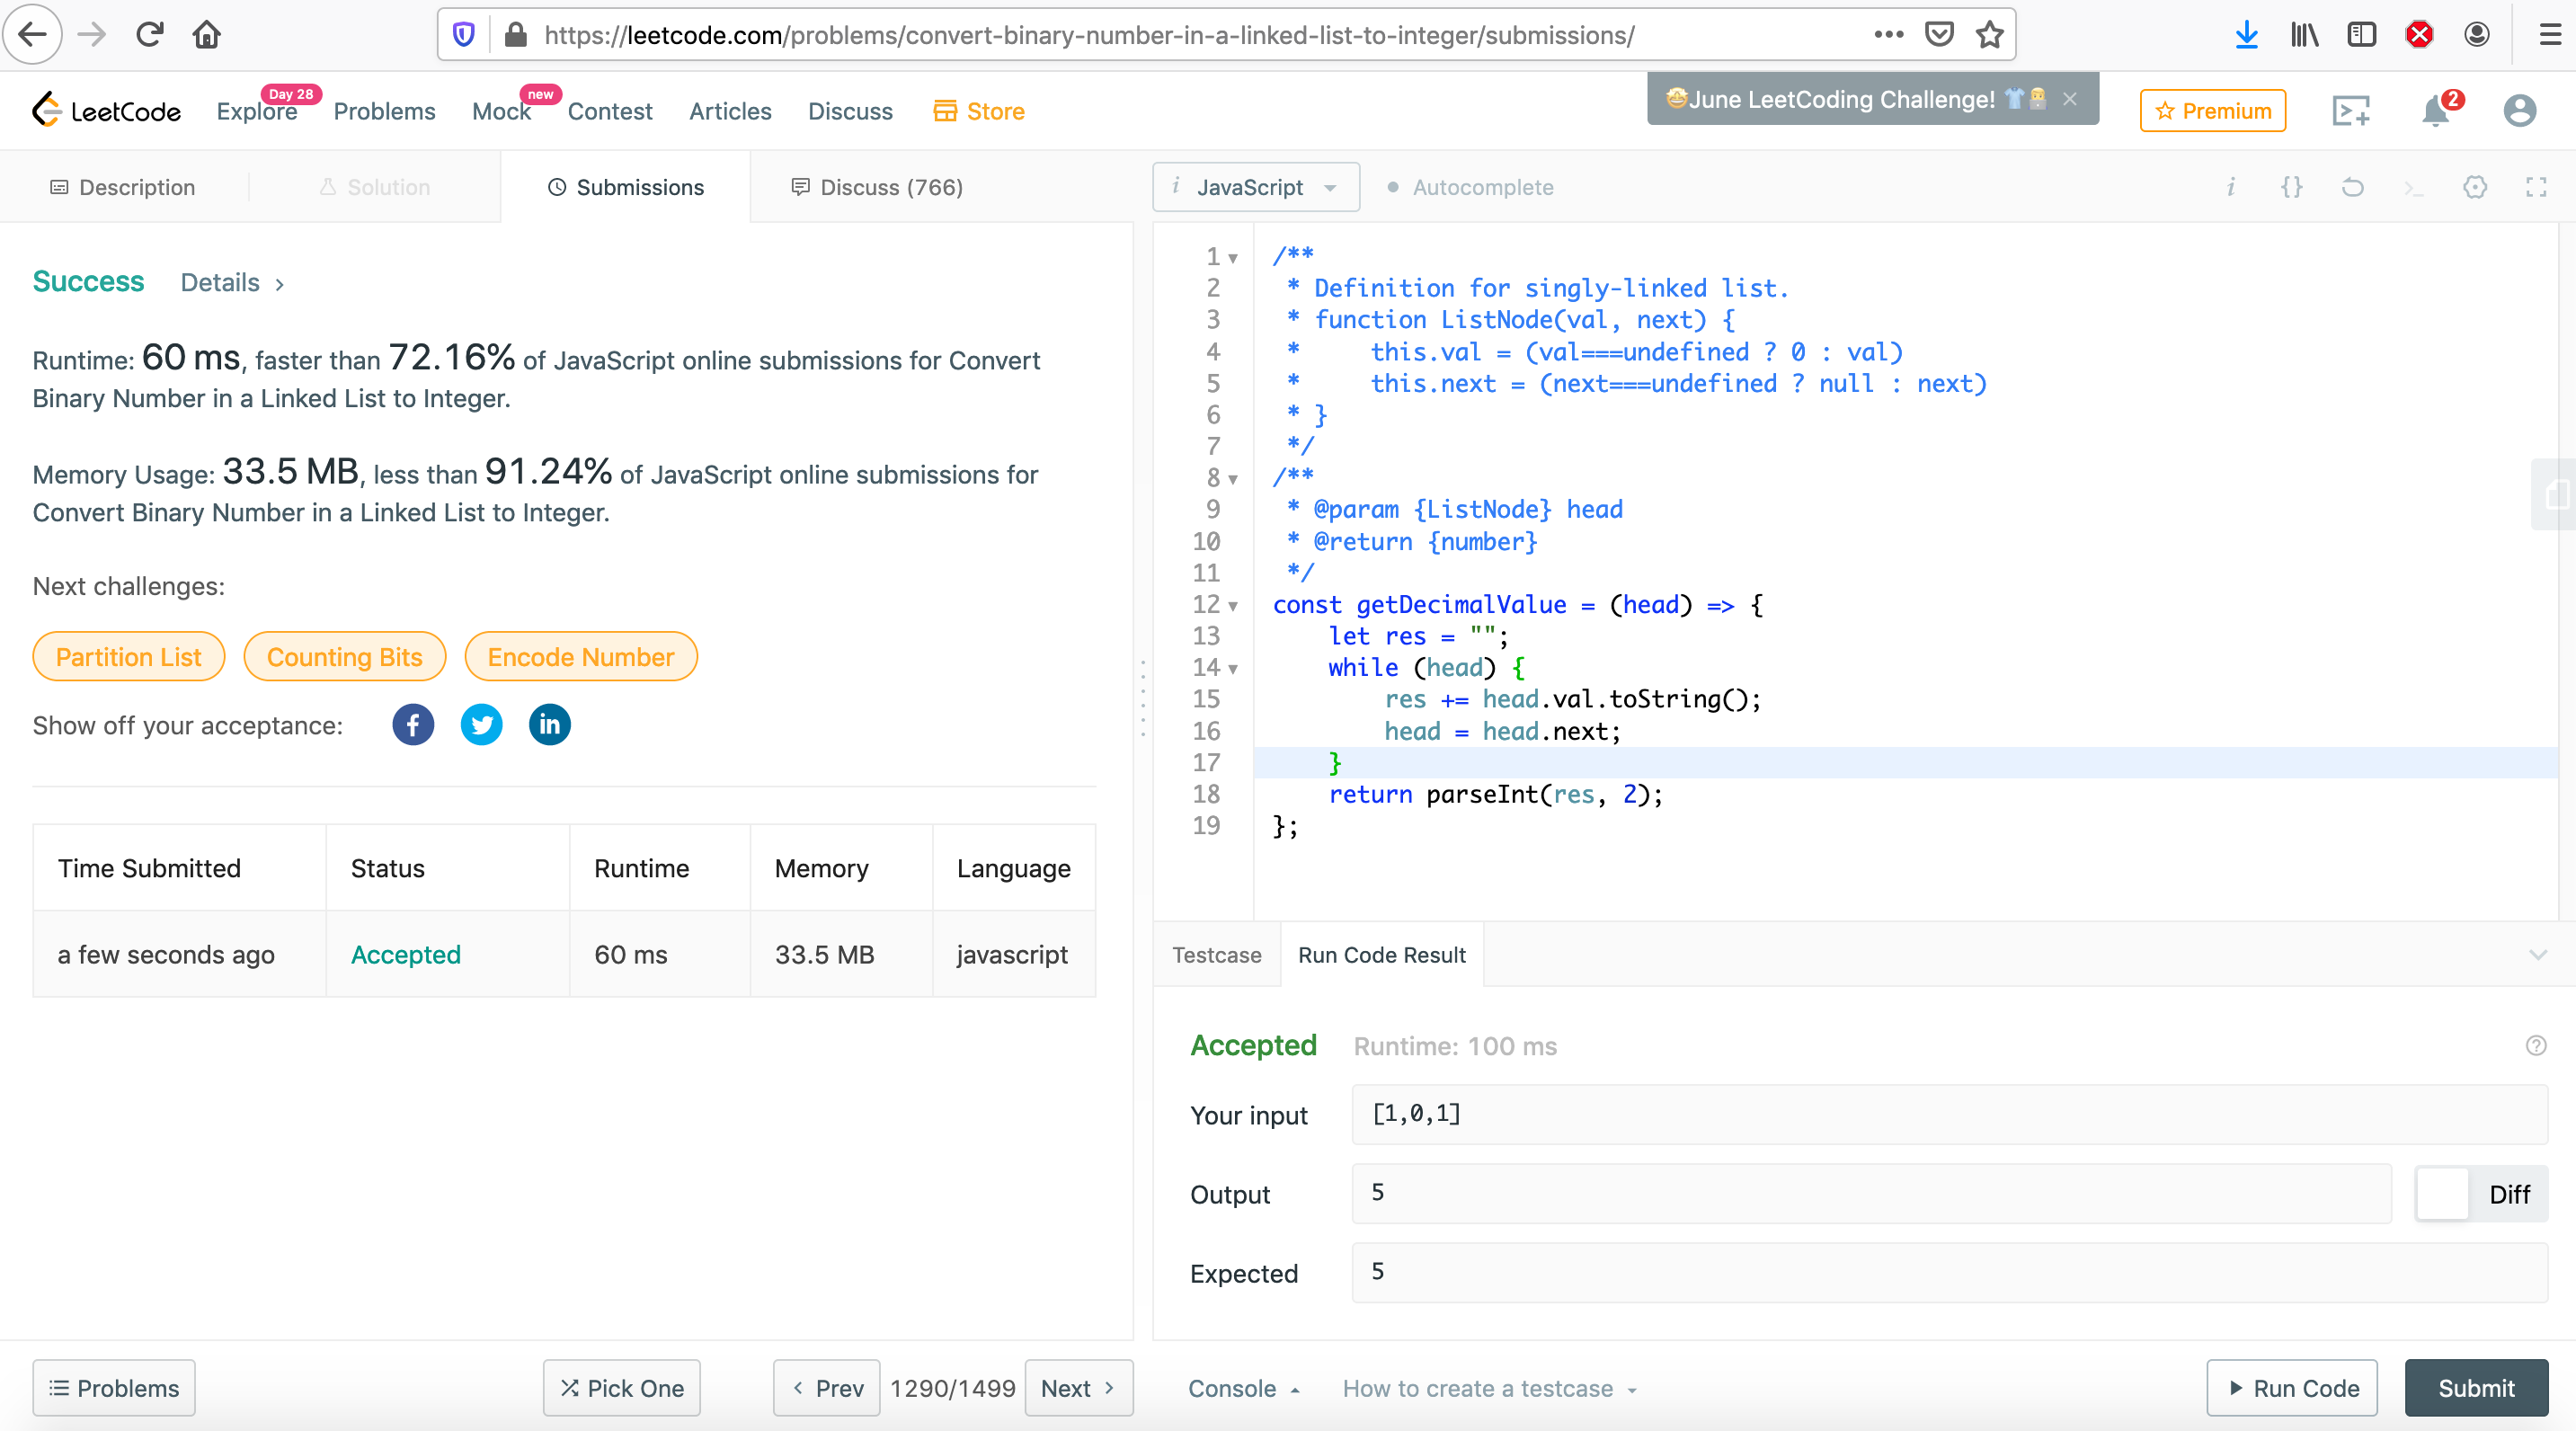 https://leetcode.com/problems/convert-binary-number-in-a-linked-list-to-integer/submissions/
LeetCode
Explore
Day 28
Problems
Mock
new
Contest
Articles
Discuss
Store
🤩June LeetCoding Challenge! 👕
Premium
2
Description
Solution
Submissions
Discuss (766)
Success
Details
Runtime: 60 ms, faster than 72.16% of JavaScript online submissions for Convert
Binary Number in a Linked List to Integer.
Memory Usage: 33.5 MB, less than 91.24% of JavaScript online submissions for
Convert Binary Number in a Linked List to Integer.
Next challenges:
Partition List
Counting Bits
Encode Number
Show off your acceptance:
f
in
Time Submitted Status Runtime Memory Language
a few seconds ago Accepted 60 ms 33.5 MB javascript
Problems
Pick One
Prev
1290/1499
Next
i JavaScript
Autocomplete
i {} >_
1 /**
2 * Definition for singly-linked list.
3 * function ListNode(val, next) {
4 *     this.val = (val===undefined ? 0 : val)
5 *     this.next = (next===undefined ? null : next)
6 * }
7 */
8 /**
9 * @param {ListNode} head
10 * @return {number}
11 */
12 const getDecimalValue = (head) => {
13     let res = "";
14     while (head) {
15         res += head.val.toString();
16         head = head.next;
17     }
18     return parseInt(res, 2);
19 };
Testcase
Run Code Result
Accepted
Runtime: 100 ms
Your input
[1,0,1]
Output
5
Diff
Expected
5
Console
How to create a testcase
Run Code
Submit